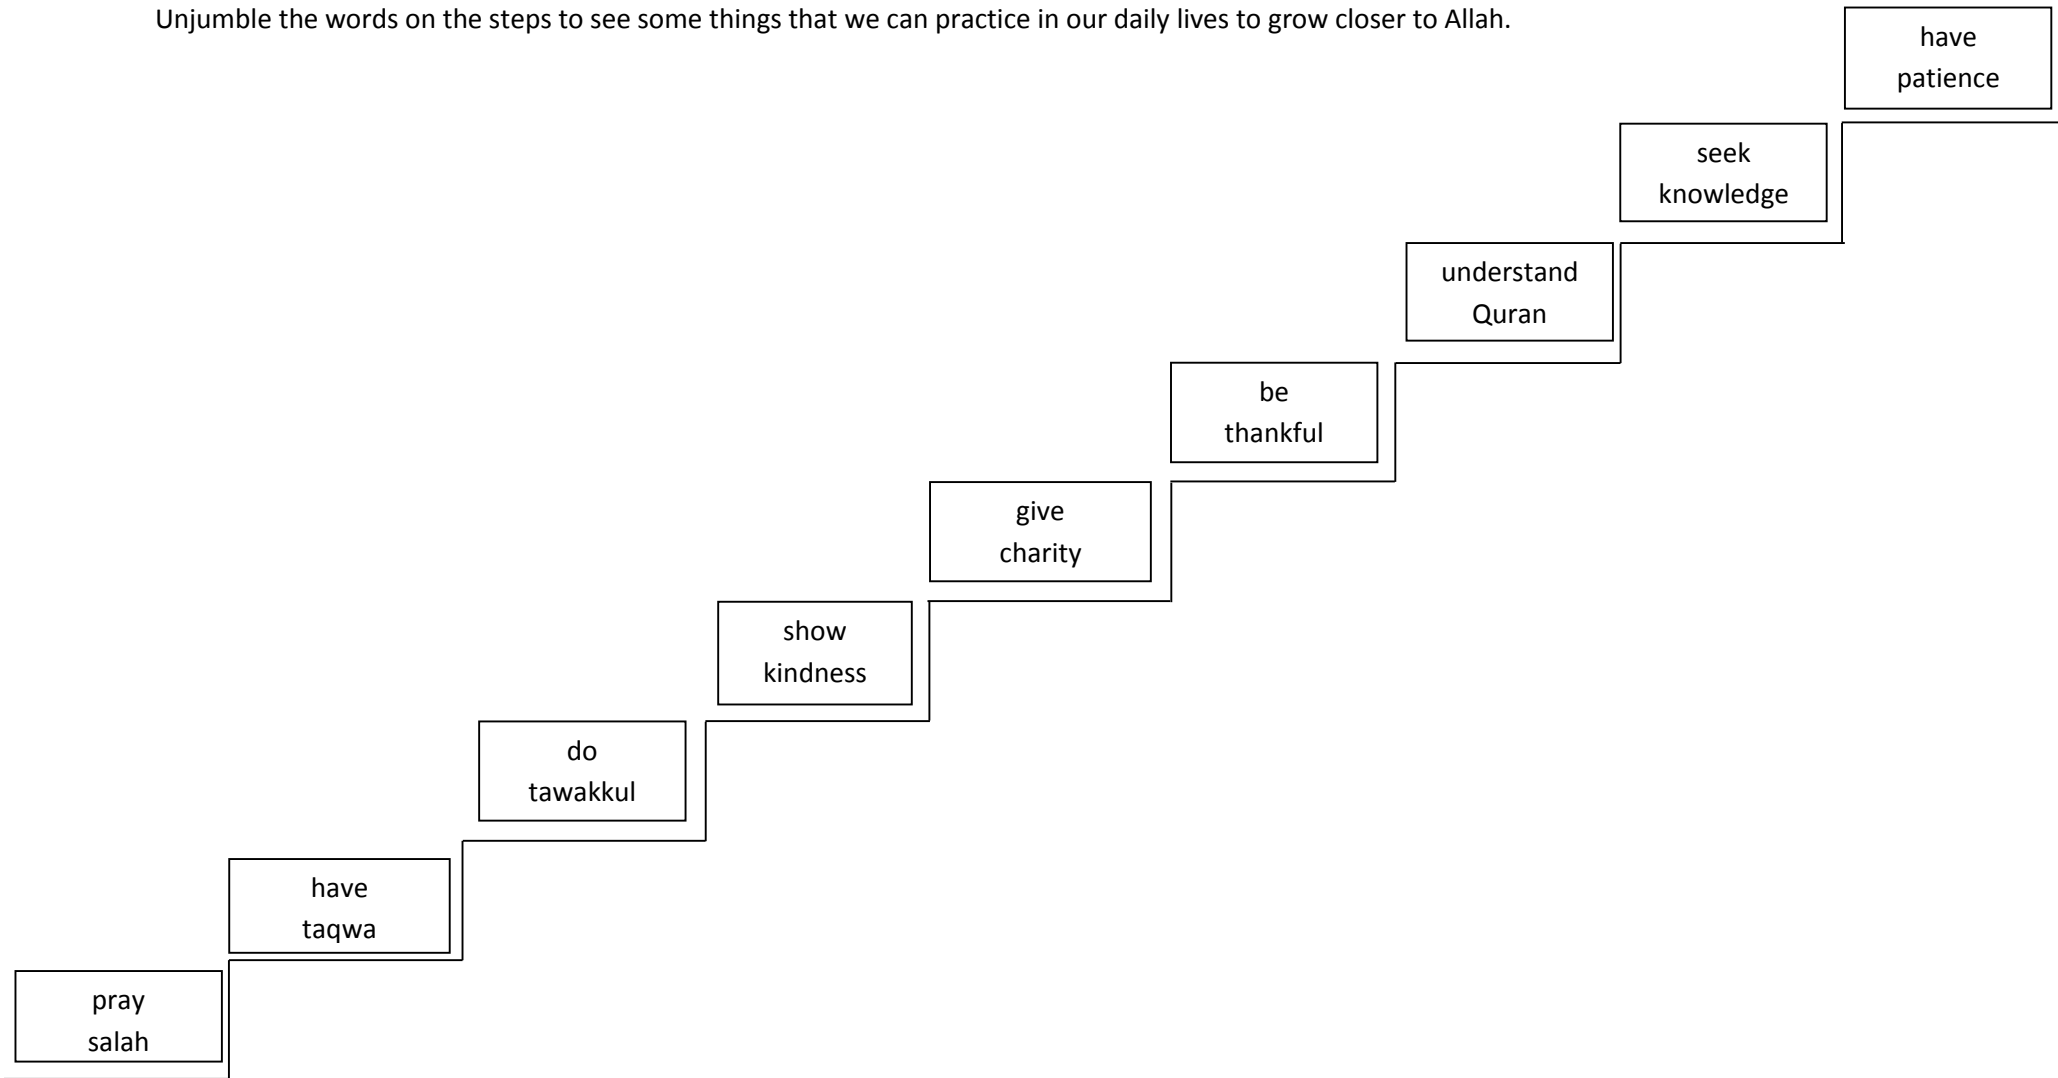 Unjumble the words on the steps to see some things that we can practice in our daily lives to grow closer to Allah.
have
patience
seek
knowledge
understand
Quran
be
thankful
give
charity
show
kindness
do
tawakkul
have
taqwa
pray
salah